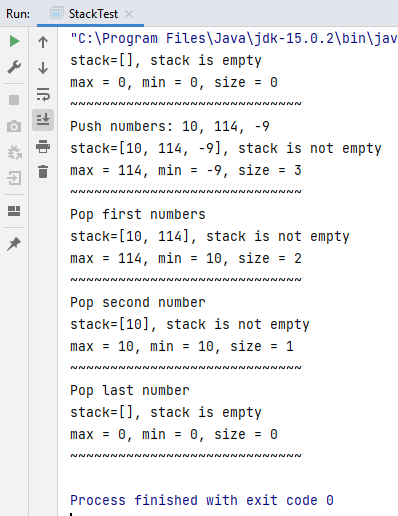 Run: StackTest
"C:\Program Files\Java\jdk-15.0.2\bin\jav
stack=[], stack is empty
max = 0, min = 0, size = 0
~~~~~~~~~~~~~~~~~~~~~~~~~~~~~
Push numbers: 10, 114, -9
stack=[10, 114, -9], stack is not empty
max = 114, min = -9, size = 3
~~~~~~~~~~~~~~~~~~~~~~~~~~~~~
Pop first numbers
stack=[10, 114], stack is not empty
max = 114, min = 10, size = 2
~~~~~~~~~~~~~~~~~~~~~~~~~~~~~
Pop second number
stack=[10], stack is not empty
max = 10, min = 10, size = 1
~~~~~~~~~~~~~~~~~~~~~~~~~~~~~
Pop last number
stack=[], stack is empty
max = 0, min = 0, size = 0
~~~~~~~~~~~~~~~~~~~~~~~~~~~~~
Process finished with exit code 0